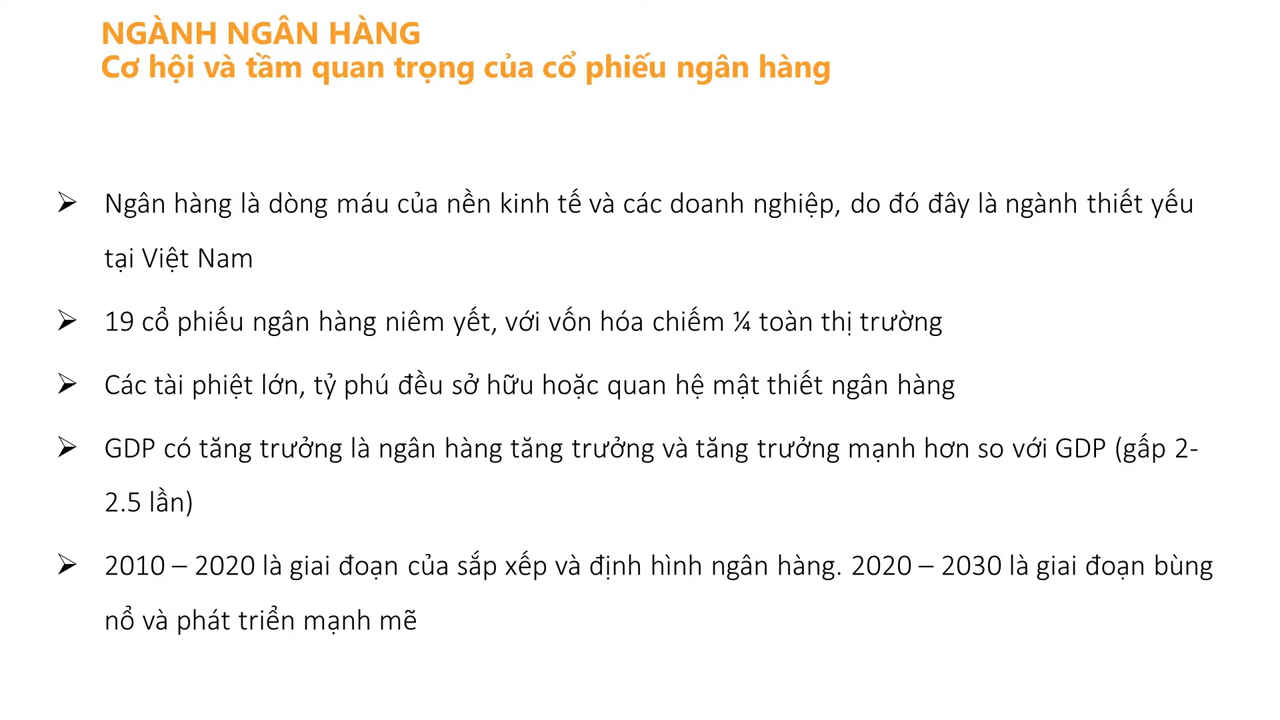 NGÀNH NGÂN HÀNG
Cơ hội và tầm quan trọng của cổ phiếu ngân hàng
➢ Ngân hàng là dòng máu của nền kinh tế và các doanh nghiệp, do đó đây là ngành thiết yếu
tại Việt Nam
➢ 19 cổ phiếu ngân hàng niêm yết, với vốn hóa chiếm ¼ toàn thị trường
➢ Các tài phiệt lớn, tỷ phú đều sở hữu hoặc quan hệ mật thiết ngân hàng
➢ GDP có tăng trưởng là ngân hàng tăng trưởng và tăng trưởng mạnh hơn so với GDP (gấp 2-
2.5 lần)
➢ 2010 – 2020 là giai đoạn của sắp xếp và định hình ngân hàng. 2020 – 2030 là giai đoạn bùng
nổ và phát triển mạnh mẽ